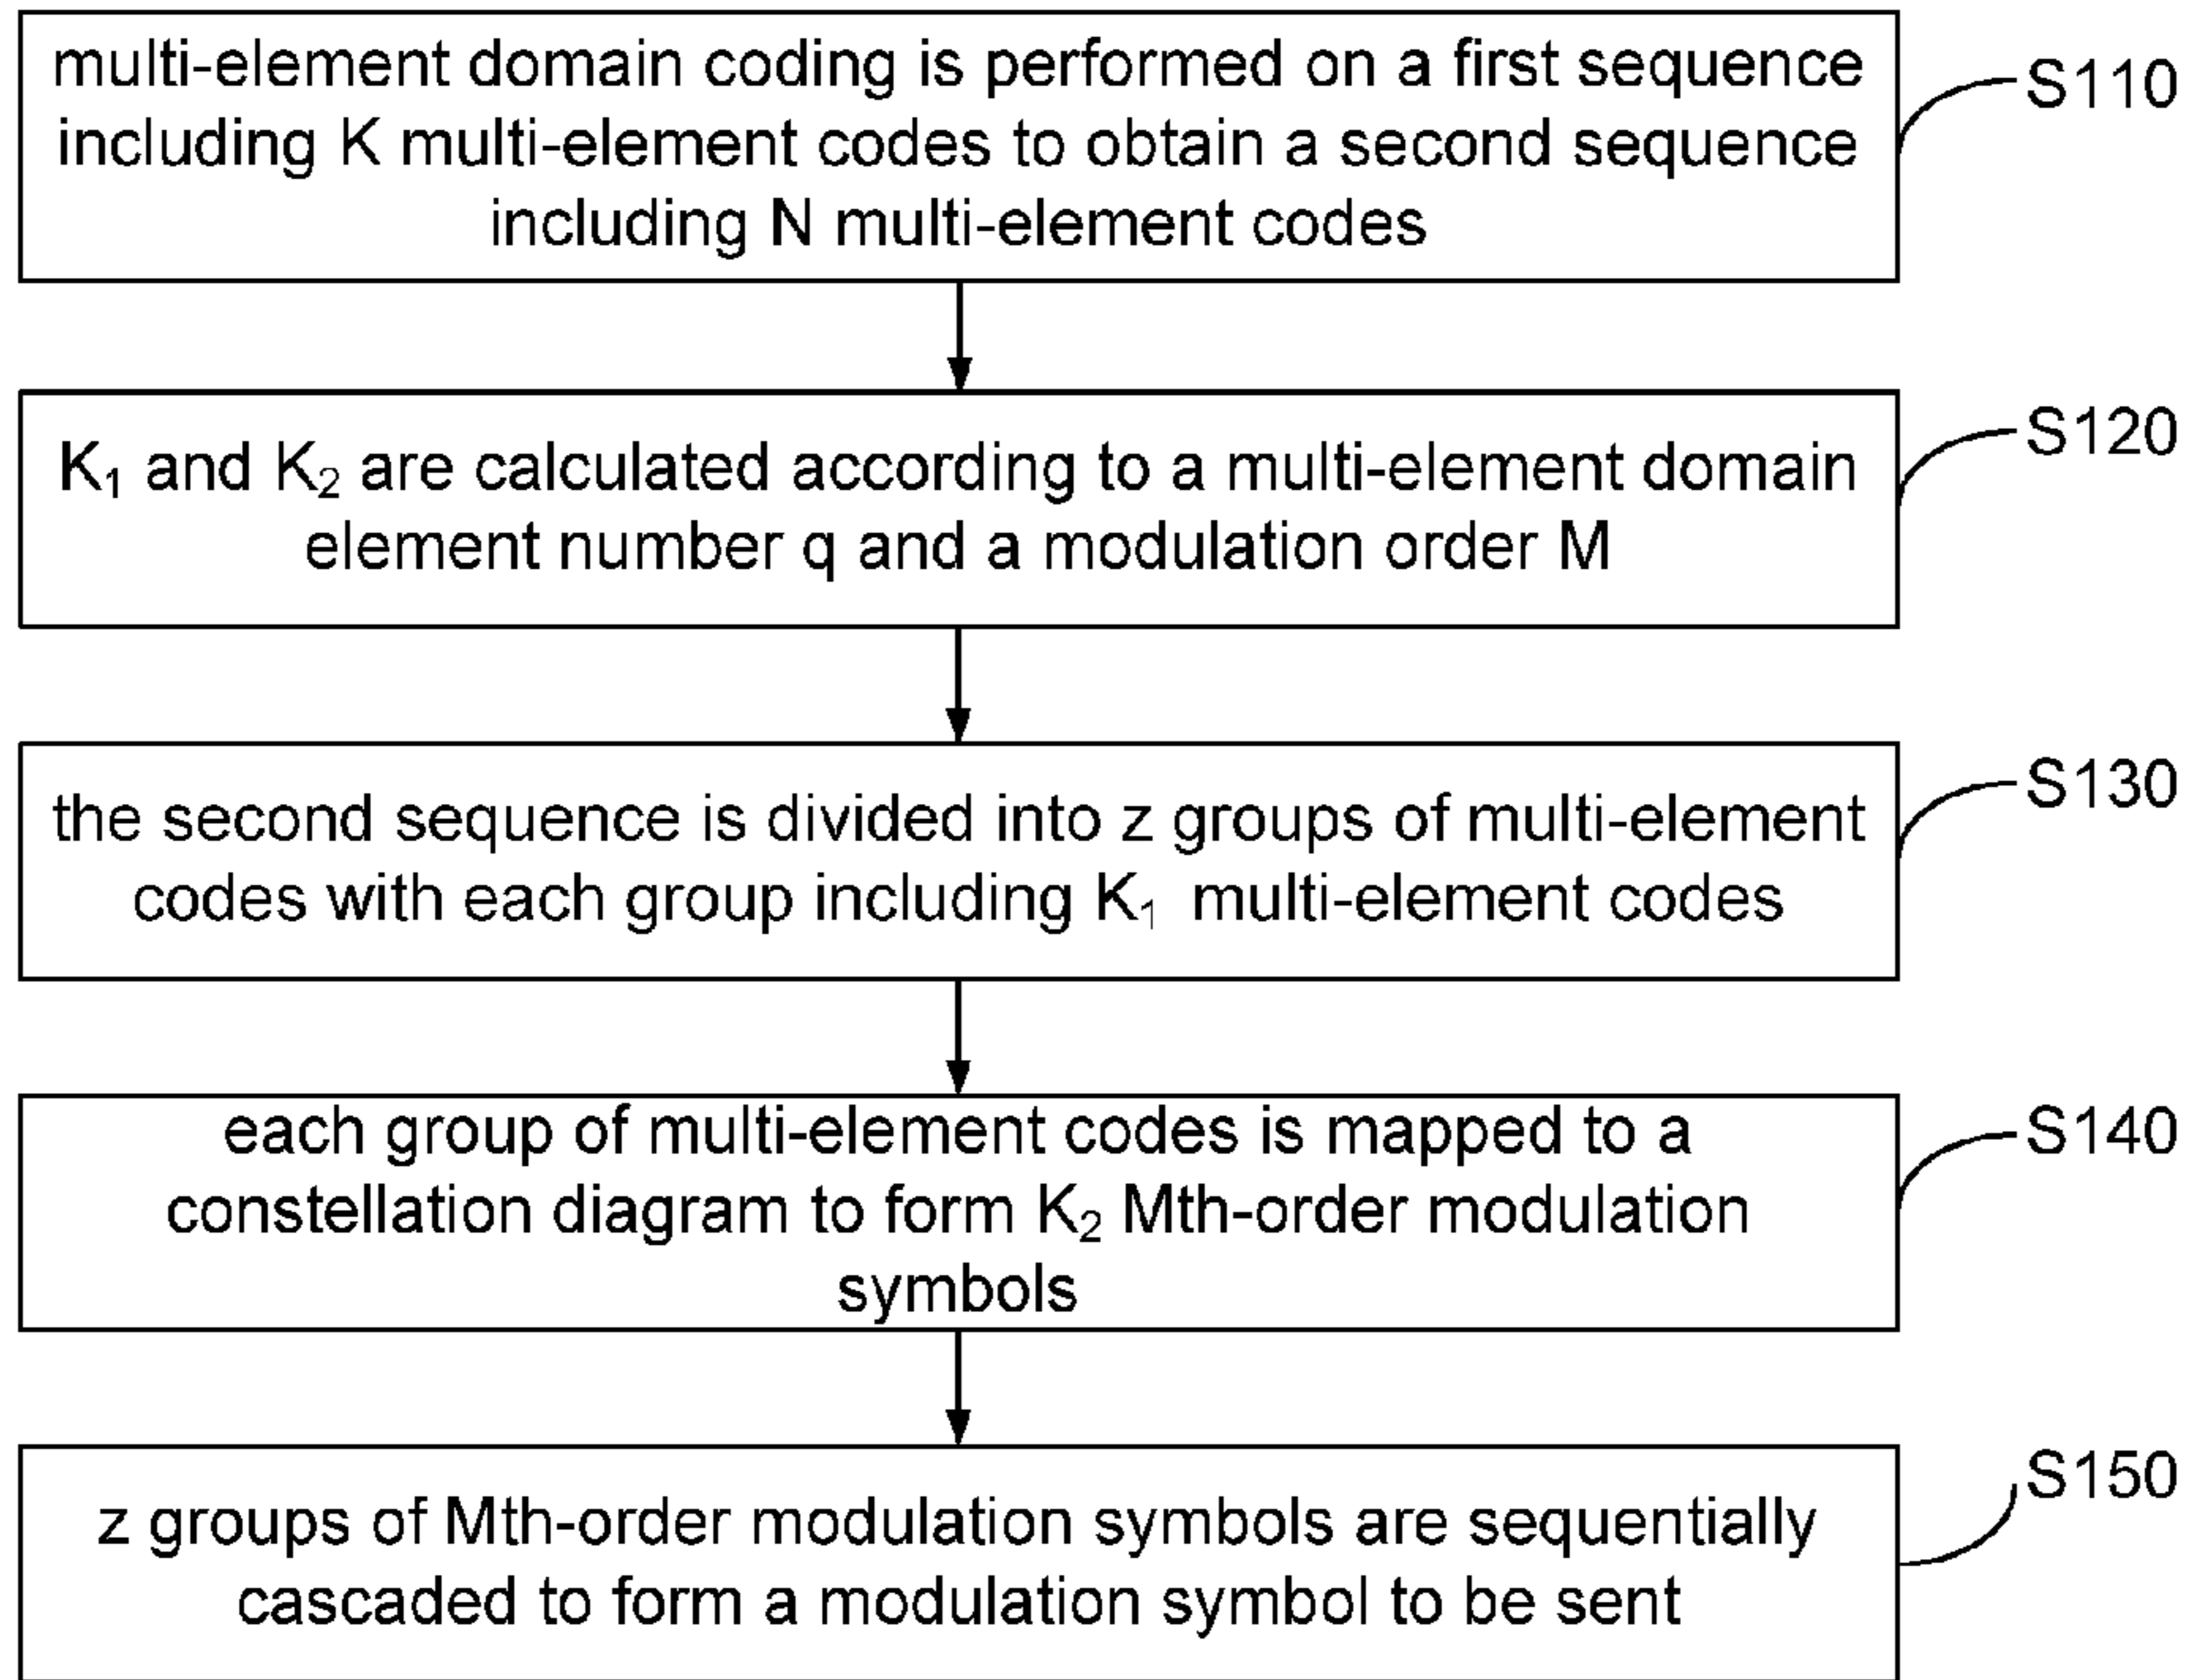 multi-element domain coding is performed on a first sequence
including K multi-element codes to obtain a second sequence
including N multi-element codes
S110
K₁ and K₂ are calculated according to a multi-element domain
element number q and a modulation order M
S120
the second sequence is divided into z groups of multi-element
codes with each group including K₁ multi-element codes
S130
each group of multi-element codes is mapped to a
constellation diagram to form K₂ Mth-order modulation
symbols
S140
z groups of Mth-order modulation symbols are sequentially
cascaded to form a modulation symbol to be sent
S150